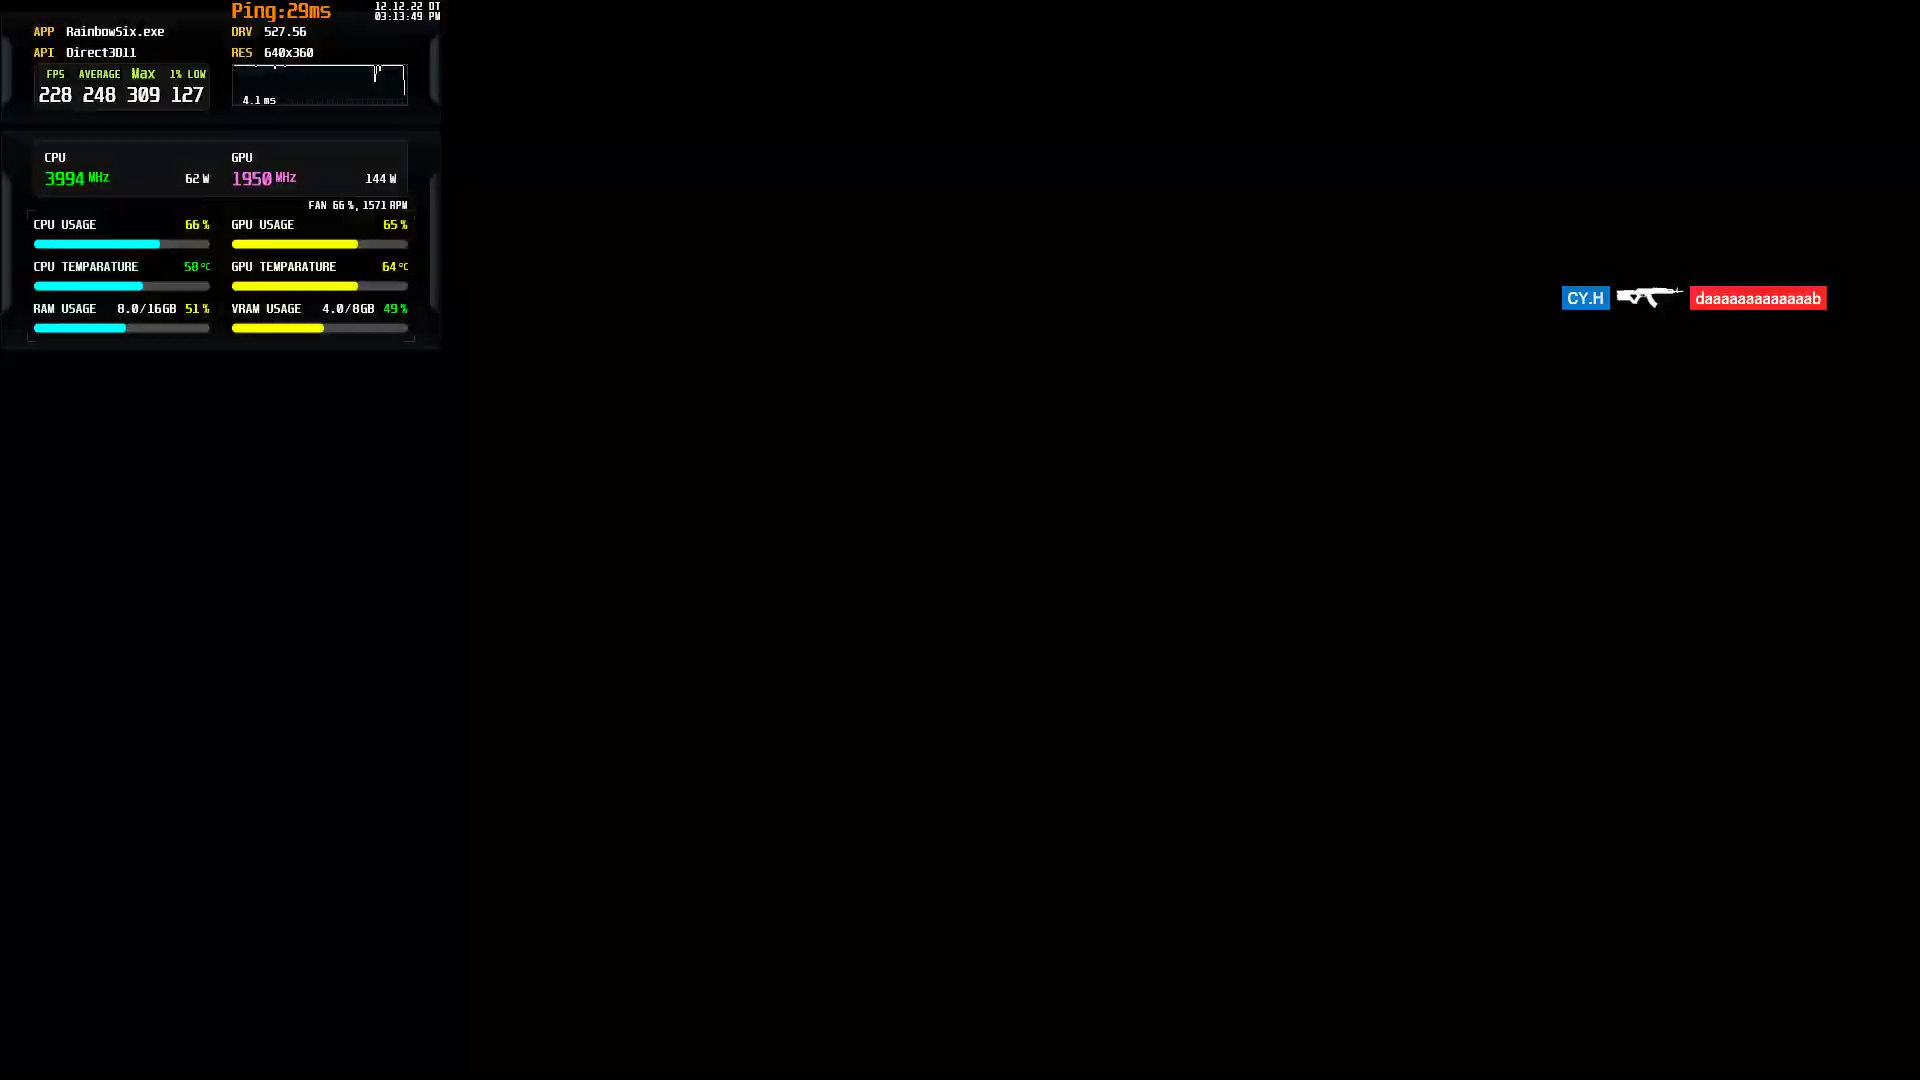 Ping:29ms 12.12.22 DT
03:13:49 PM
APP RainbowSix.exe DRV 527.56
API Direct3D11 RES 640x360
FPS AVERAGE Max 1% LOW
228 248 309 127
4.1 ms
CPU GPU
3994 MHz 62 W 1950 MHz 144 W
FAN 66 %, 1571 RPM
CPU USAGE 66 % GPU USAGE 65 %
CPU TEMPARATURE 58 °C GPU TEMPARATURE 64 °C
CY.H daaaaaaaaaaaaab
RAM USAGE 8.0/16GB 51 % VRAM USAGE 4.0/8GB 49 %